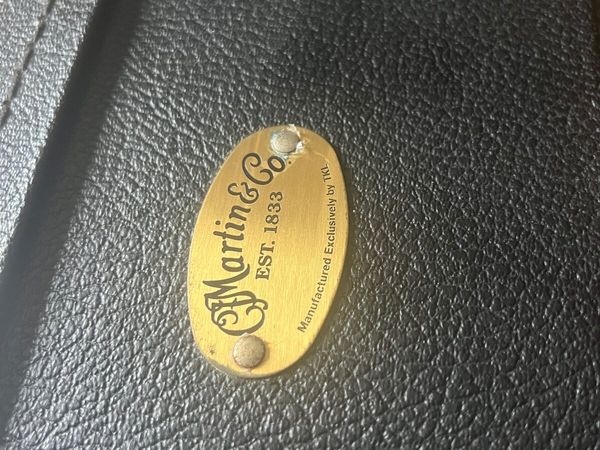 CFMartin & Co.
EST. 1833
Manufactured Exclusively by TKL